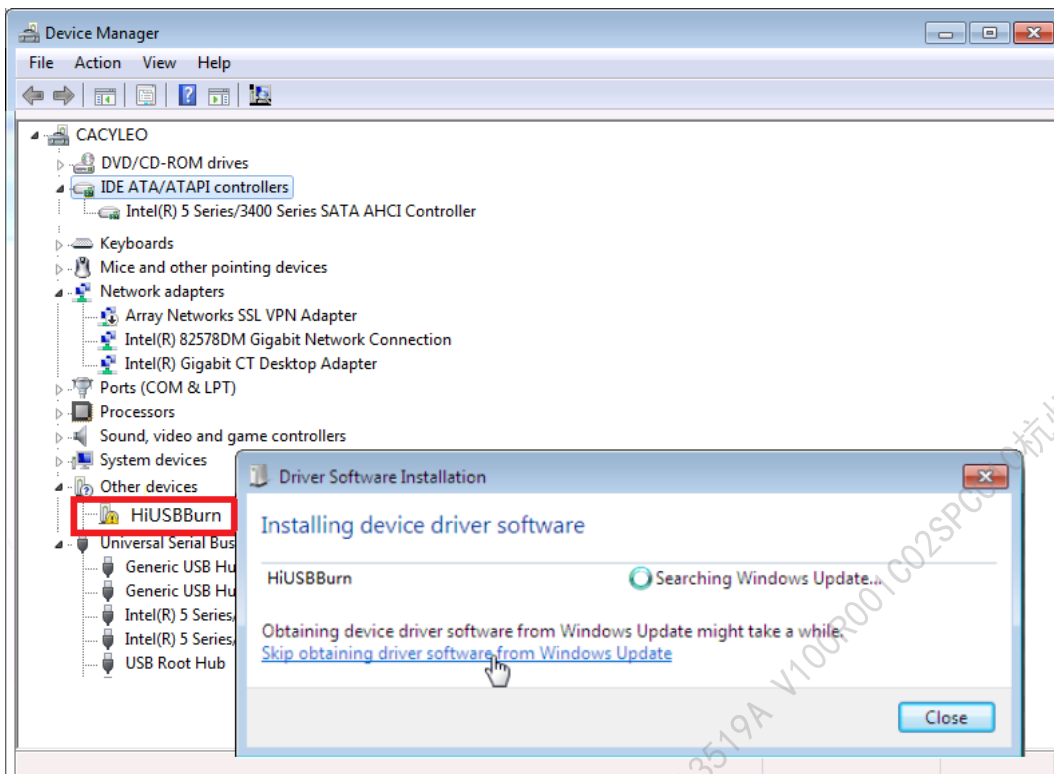 Device Manager
File Action View Help
CACYLEO
DVD/CD-ROM drives
IDE ATA/ATAPI controllers
Intel(R) 5 Series/3400 Series SATA AHCI Controller
Keyboards
Mice and other pointing devices
Network adapters
Array Networks SSL VPN Adapter
Intel(R) 82578DM Gigabit Network Connection
Intel(R) Gigabit CT Desktop Adapter
Ports (COM & LPT)
Processors
Sound, video and game controllers
System devices
Other devices
HiUSBBurn
Universal Serial Bus
Generic USB Hu
Generic USB Hu
Intel(R) 5 Series/
Intel(R) 5 Series/
USB Root Hub
Driver Software Installation
Installing device driver software
HiUSBBurn Searching Windows Update...
Obtaining device driver software from Windows Update might take a while.
Skip obtaining driver software from Windows Update
Close
3519A V100R001C02SPC